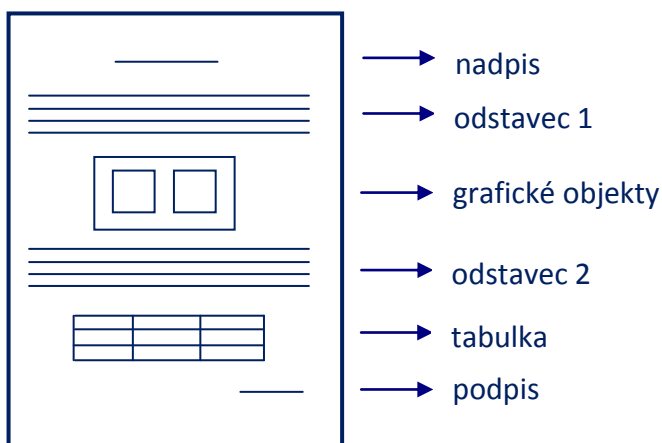 nadpis
odstavec 1
grafické objekty
odstavec 2
tabulka
podpis